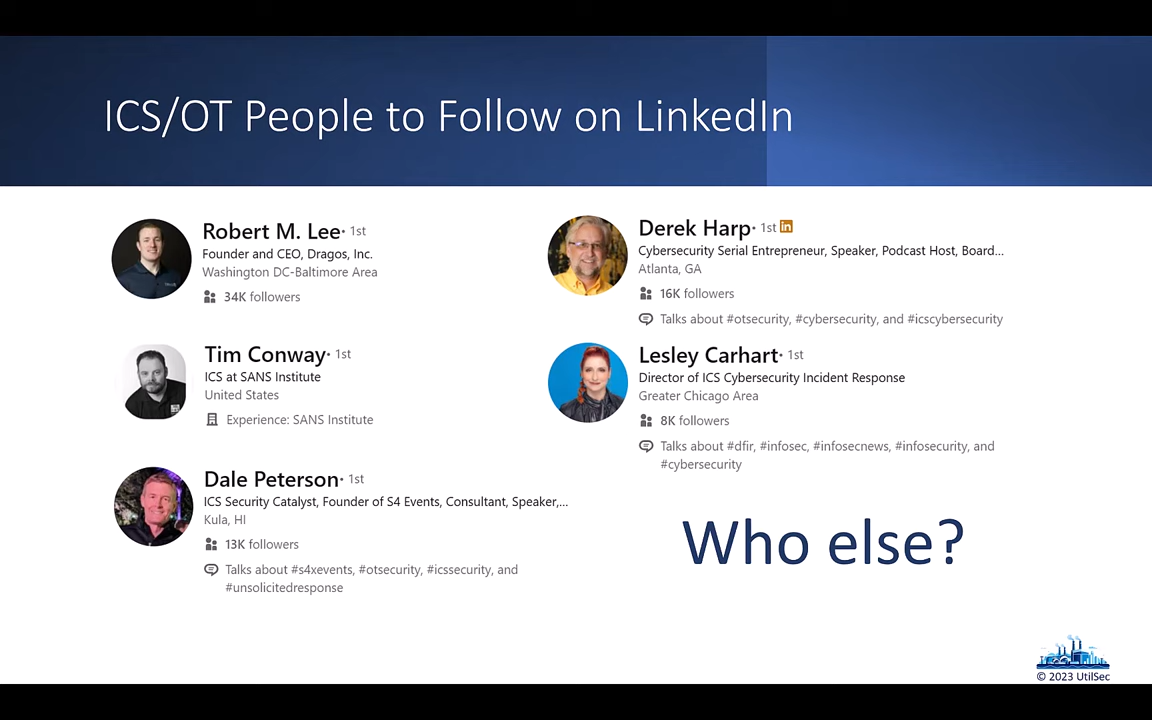 ICS/OT People to Follow on LinkedIn
Robert M. Lee· 1st
Founder and CEO, Dragos, Inc.
Washington DC-Baltimore Area
34K followers
Tim Conway· 1st
ICS at SANS Institute
United States
Experience: SANS Institute
Dale Peterson· 1st
ICS Security Catalyst, Founder of S4 Events, Consultant, Speaker,...
Kula, HI
13K followers
Talks about #s4xevents, #otsecurity, #icssecurity, and
#unsolicitedresponse
Derek Harp· 1st in
Cybersecurity Serial Entrepreneur, Speaker, Podcast Host, Board...
Atlanta, GA
16K followers
Talks about #otsecurity, #cybersecurity, and #icscybersecurity
Lesley Carhart· 1st
Director of ICS Cybersecurity Incident Response
Greater Chicago Area
8K followers
Talks about #dfir, #infosec, #infosecnews, #infosecurity, and
#cybersecurity
Who else?
© 2023 UtilSec